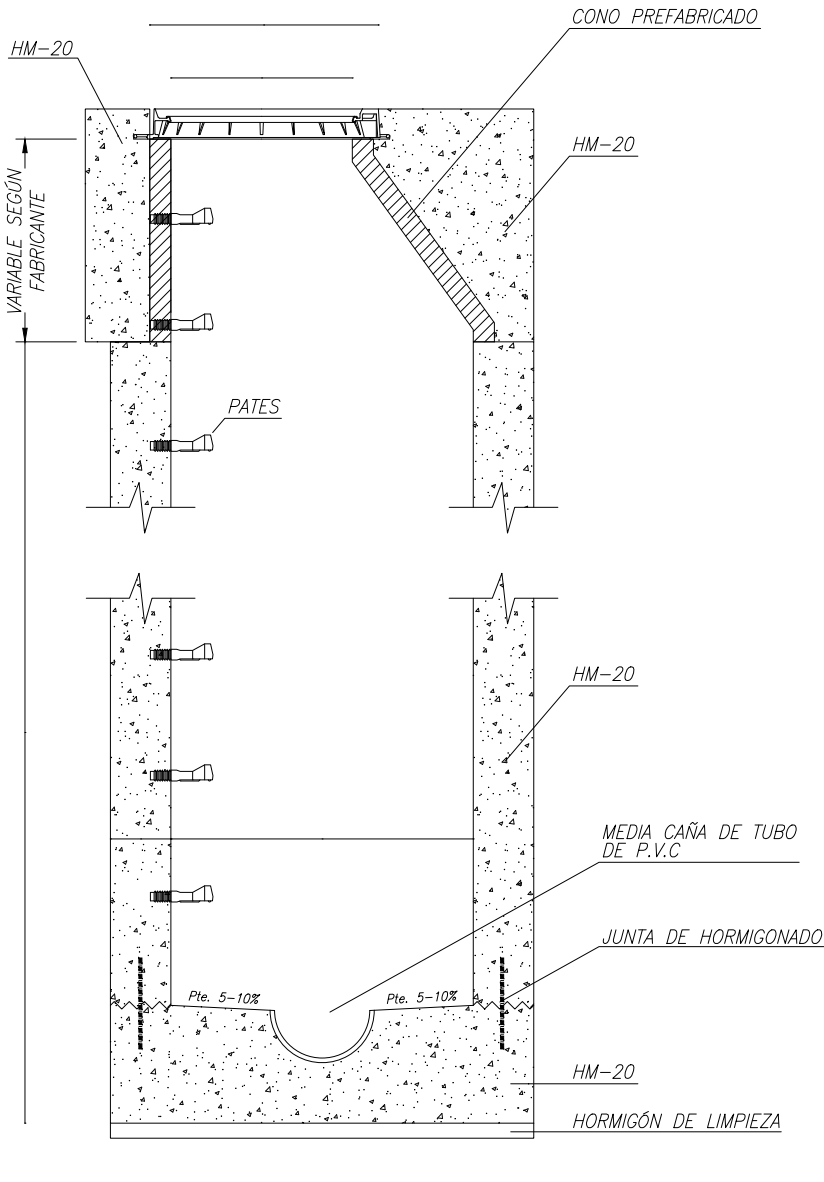 CONO PREFABRICADO
HM-20
HM-20
VARIABLE SEGÚN
FABRICANTE
PATES
HM-20
MEDIA CAÑA DE TUBO
DE P.V.C
JUNTA DE HORMIGONADO
Pte. 5-10%
Pte. 5-10%
HM-20
HORMIGÓN DE LIMPIEZA